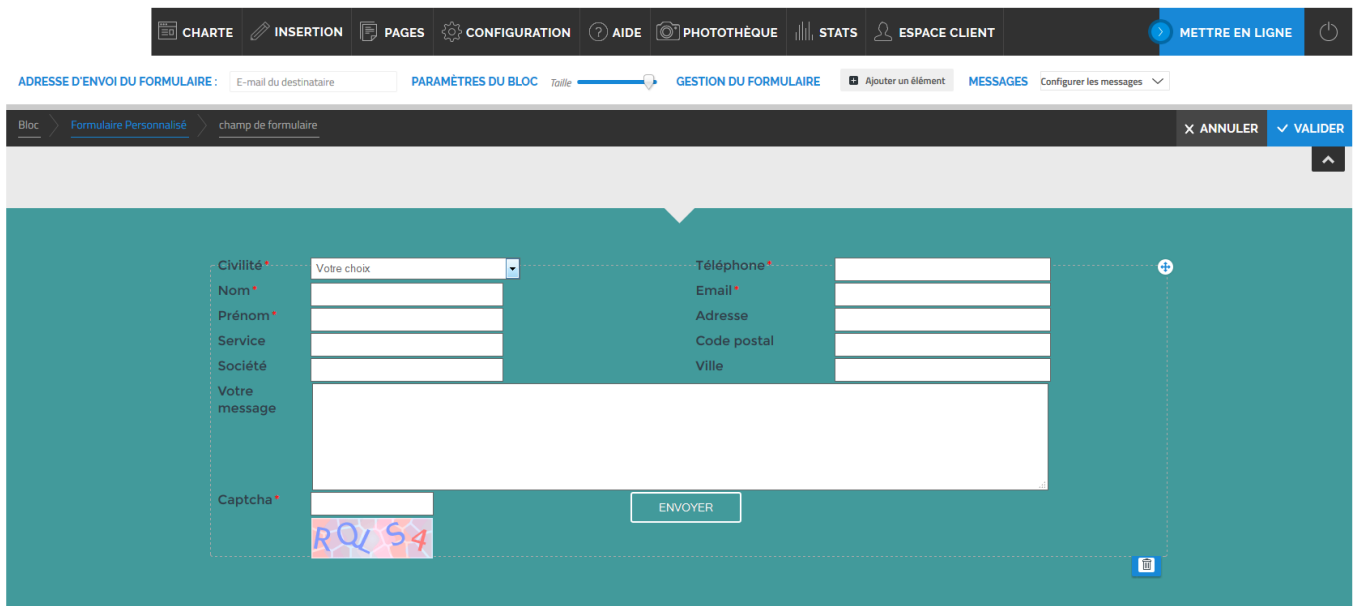 CHARTE INSERTION PAGES CONFIGURATION ? AIDE PHOTOTHÈQUE STATS ESPACE CLIENT METTRE EN LIGNE
ADRESSE D'ENVOI DU FORMULAIRE : E-mail du destinataire PARAMÈTRES DU BLOC Taille GESTION DU FORMULAIRE Ajouter un élément MESSAGES Configurer les messages
Bloc Formulaire Personnalisé champ de formulaire X ANNULER VALIDER
Civilité* Votre choix Téléphone*
Nom* Email*
Prénom* Adresse
Service Code postal
Société Ville
Votre
message
Captcha* ENVOYER
RQLS4